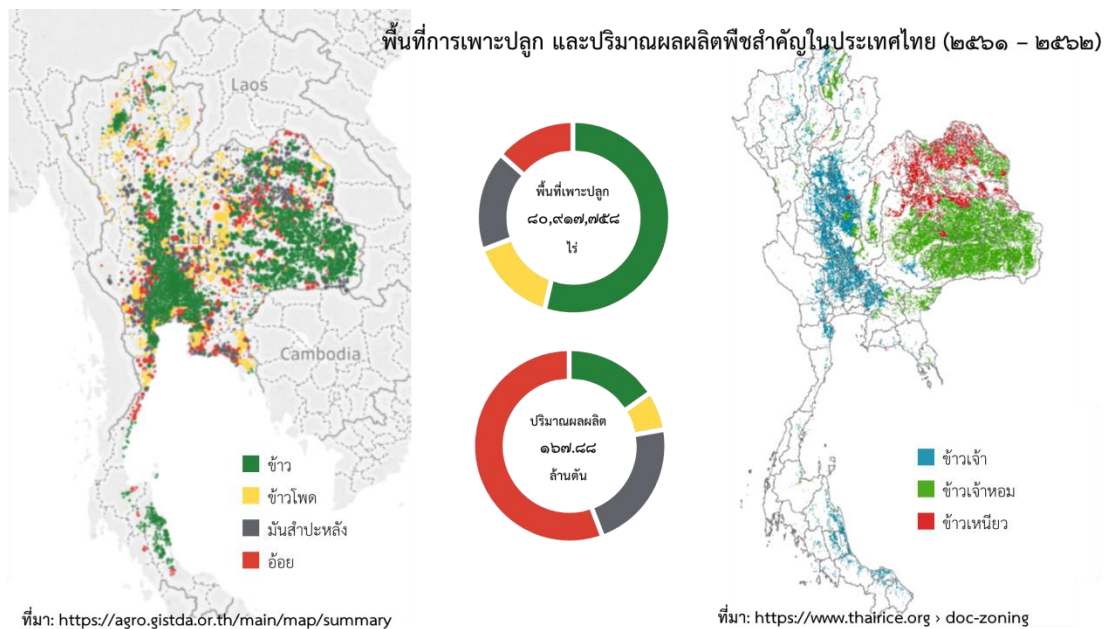 พื้นที่การเพาะปลูก และปริมาณผลผลิตพืชสำคัญในประเทศไทย (๒๕๖๑ – ๒๕๖๒)
Laos
Cambodia
ข้าว
ข้าวโพด
มันสำปะหลัง
อ้อย
ที่มา: https://agro.gistda.or.th/main/map/summary
พื้นที่เพาะปลูก
๘๐,๙๑๗,๗๕๘
ไร่
ปริมาณผลผลิต
๑๖๗.๘๘
ล้านตัน
ข้าวเจ้า
ข้าวเจ้าหอม
ข้าวเหนียว
ที่มา: https://www.thairice.org › doc-zoning